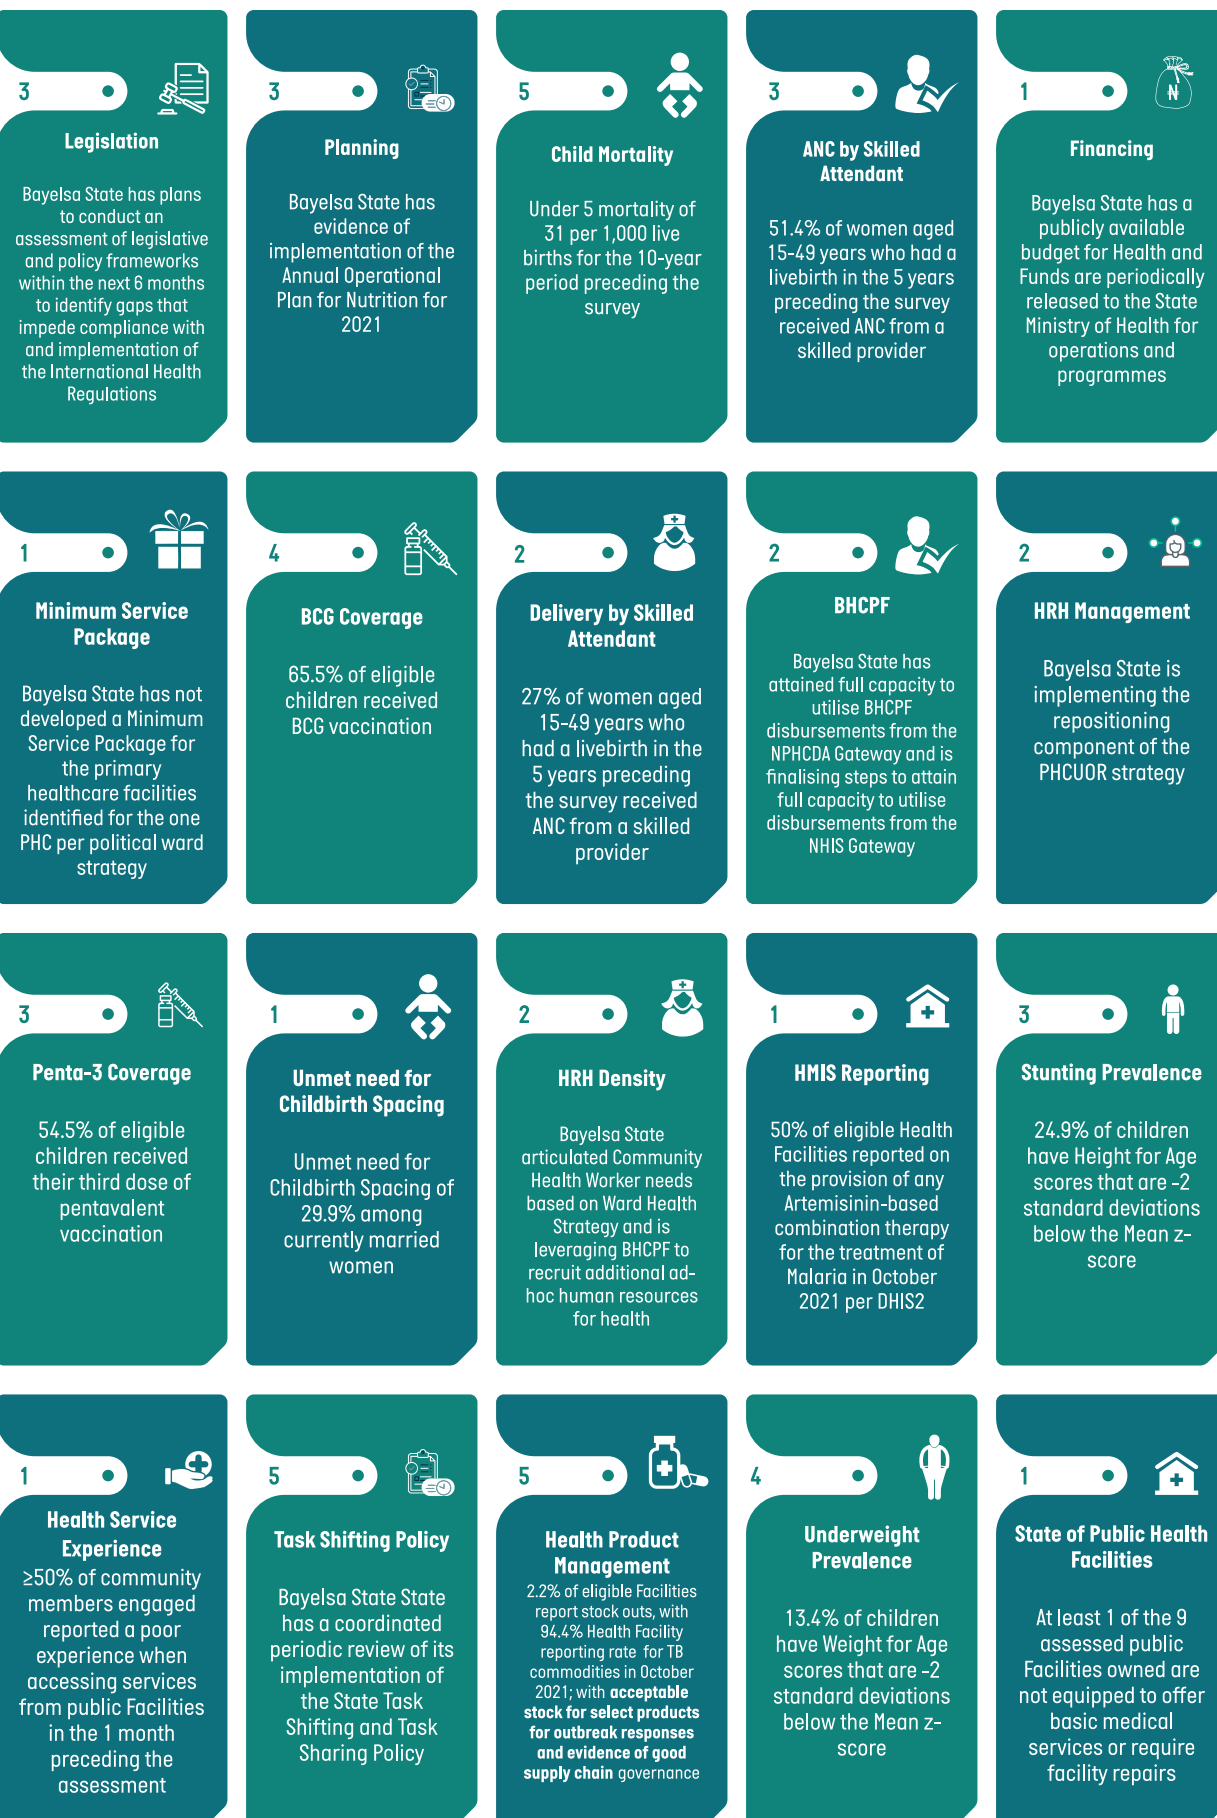 3
Legislation
Bayelsa State has plans
to conduct an
assessment of legislative
and policy frameworks
within the next 6 months
to identify gaps that
impede compliance with
and implementation of
the International Health
Regulations
3
Planning
Bayelsa State has
evidence of
implementation of the
Annual Operational
Plan for Nutrition for
2021
5
Child Mortality
Under 5 mortality of
31 per 1,000 live
births for the 10-year
period preceding the
survey
3
ANC by Skilled
Attendant
51.4% of women aged
15-49 years who had a
livebirth in the 5 years
preceding the survey
received ANC from a
skilled provider
1
₦
Financing
Bayelsa State has a
publicly available
budget for Health and
Funds are periodically
released to the State
Ministry of Health for
operations and
programmes
1
Minimum Service
Package
Bayelsa State has not
developed a Minimum
Service Package for
the primary
healthcare facilities
identified for the one
PHC per political ward
strategy
4
BCG Coverage
65.5% of eligible
children received
BCG vaccination
2
Delivery by Skilled
Attendant
27% of women aged
15-49 years who
had a livebirth in the
5 years preceding
the survey received
ANC from a skilled
provider
2
BHCPF
Bayelsa State has
attained full capacity to
utilise BHCPF
disbursements from the
NPHCDA Gateway and is
finalising steps to attain
full capacity to utilise
disbursements from the
NHIS Gateway
2
HRH Management
Bayelsa State is
implementing the
repositioning
component of the
PHCUOR strategy
3
Penta-3 Coverage
54.5% of eligible
children received
their third dose of
pentavalent
vaccination
1
Unmet need for
Childbirth Spacing
Unmet need for
Childbirth Spacing of
29.9% among
currently married
women
2
HRH Density
Bayelsa State
articulated Community
Health Worker needs
based on Ward Health
Strategy and is
leveraging BHCPF to
recruit additional ad-
hoc human resources
for health
1
HMIS Reporting
50% of eligible Health
Facilities reported on
the provision of any
Artemisinin-based
combination therapy
for the treatment of
Malaria in October
2021 per DHIS2
3
Stunting Prevalence
24.9% of children
have Height for Age
scores that are -2
standard deviations
below the Mean z-
score
1
Health Service
Experience
≥50% of community
members engaged
reported a poor
experience when
accessing services
from public Facilities
in the 1 month
preceding the
assessment
5
Task Shifting Policy
Bayelsa State State
has a coordinated
periodic review of its
implementation of
the State Task
Shifting and Task
Sharing Policy
5
Health Product
Management
2.2% of eligible Facilities
report stock outs, with
94.4% Health Facility
reporting rate for TB
commodities in October
2021; with acceptable
stock for select products
for outbreak responses
and evidence of good
supply chain governance
4
Underweight
Prevalence
13.4% of children
have Weight for Age
scores that are -2
standard deviations
below the Mean z-
score
1
State of Public Health
Facilities
At least 1 of the 9
assessed public
Facilities owned are
not equipped to offer
basic medical
services or require
facility repairs